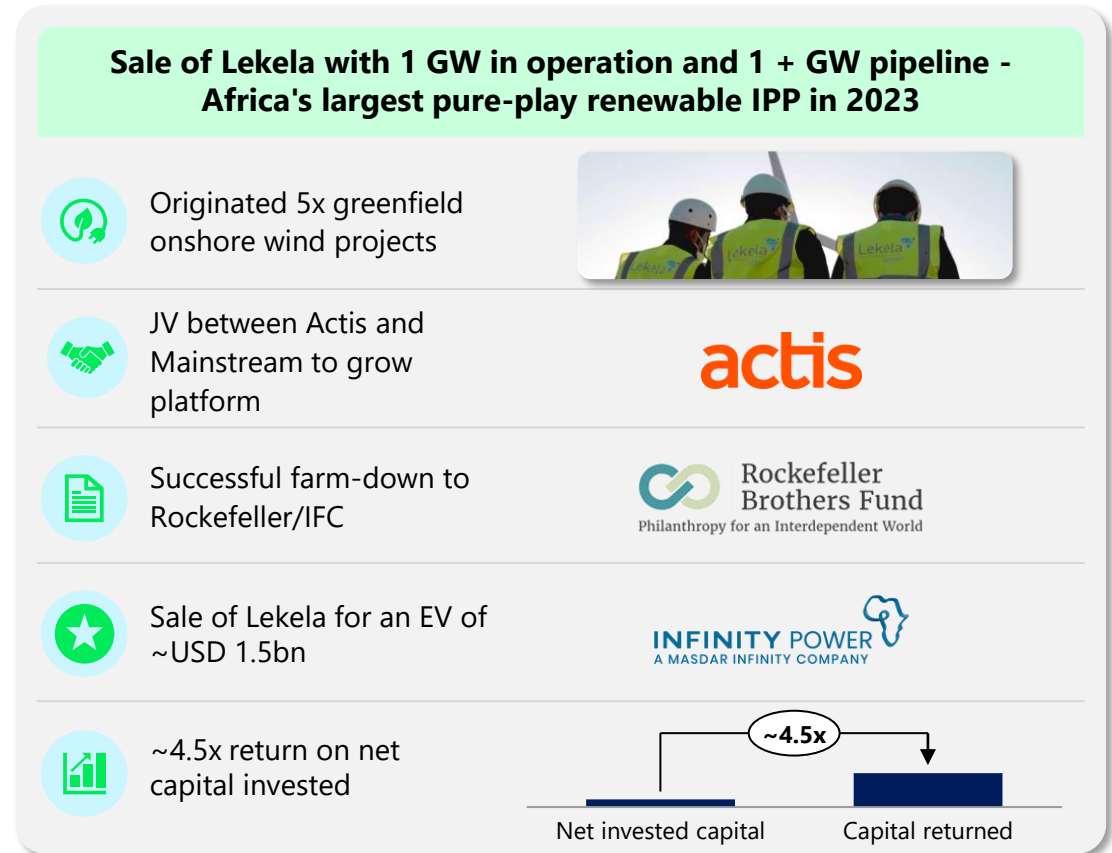 Sale of Lekela with 1 GW in operation and 1 + GW pipeline -
Africa's largest pure-play renewable IPP in 2023
Originated 5x greenfield
onshore wind projects
Lekela
Lekela
Lekela
JV between Actis and
Mainstream to grow
platform
actis
Successful farm-down to
Rockefeller/IFC
Rockefeller
Brothers Fund
Philanthropy for an Interdependent World
Sale of Lekela for an EV of
~USD 1.5bn
INFINITY POWER
A MASDAR INFINITY COMPANY
~4.5x return on net
capital invested
~4.5x
Net invested capital
Capital returned